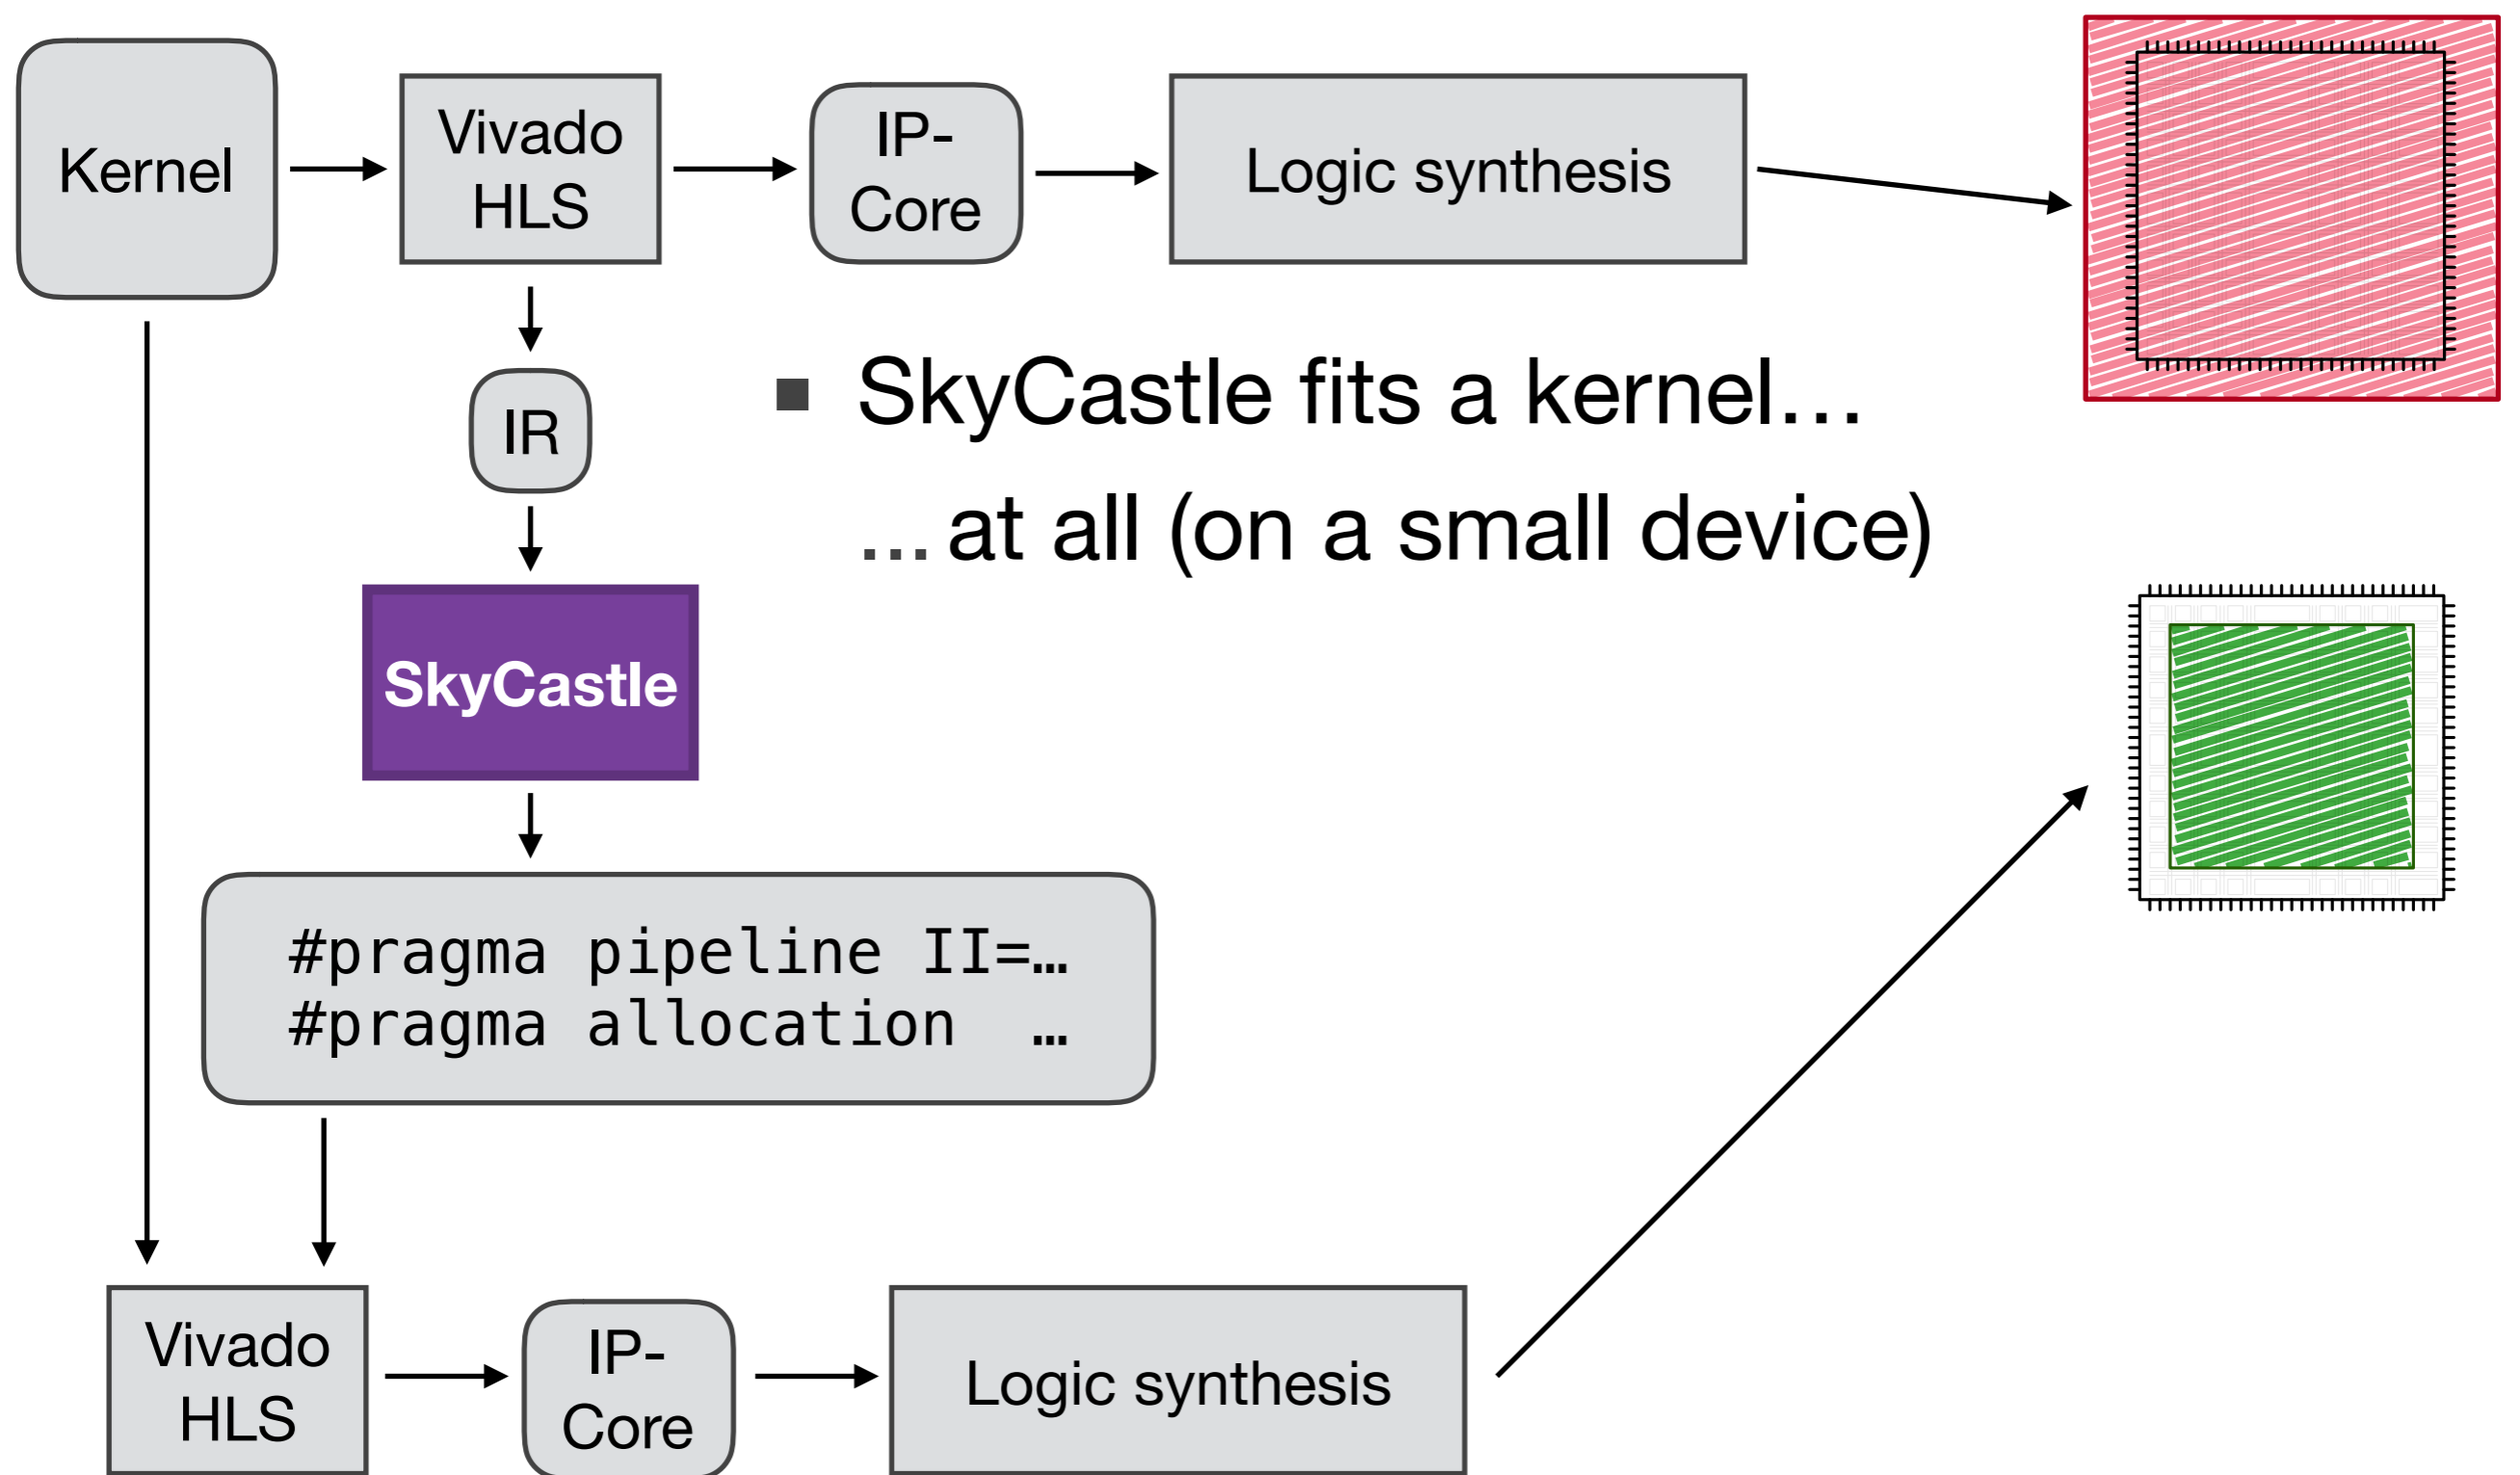 Kernel
Vivado
HLS
IP-
Core
Logic synthesis
IR
▪ SkyCastle fits a kernel…
… at all (on a small device)
SkyCastle
#pragma pipeline II=…
#pragma allocation  …
Vivado
HLS
IP-
Core
Logic synthesis